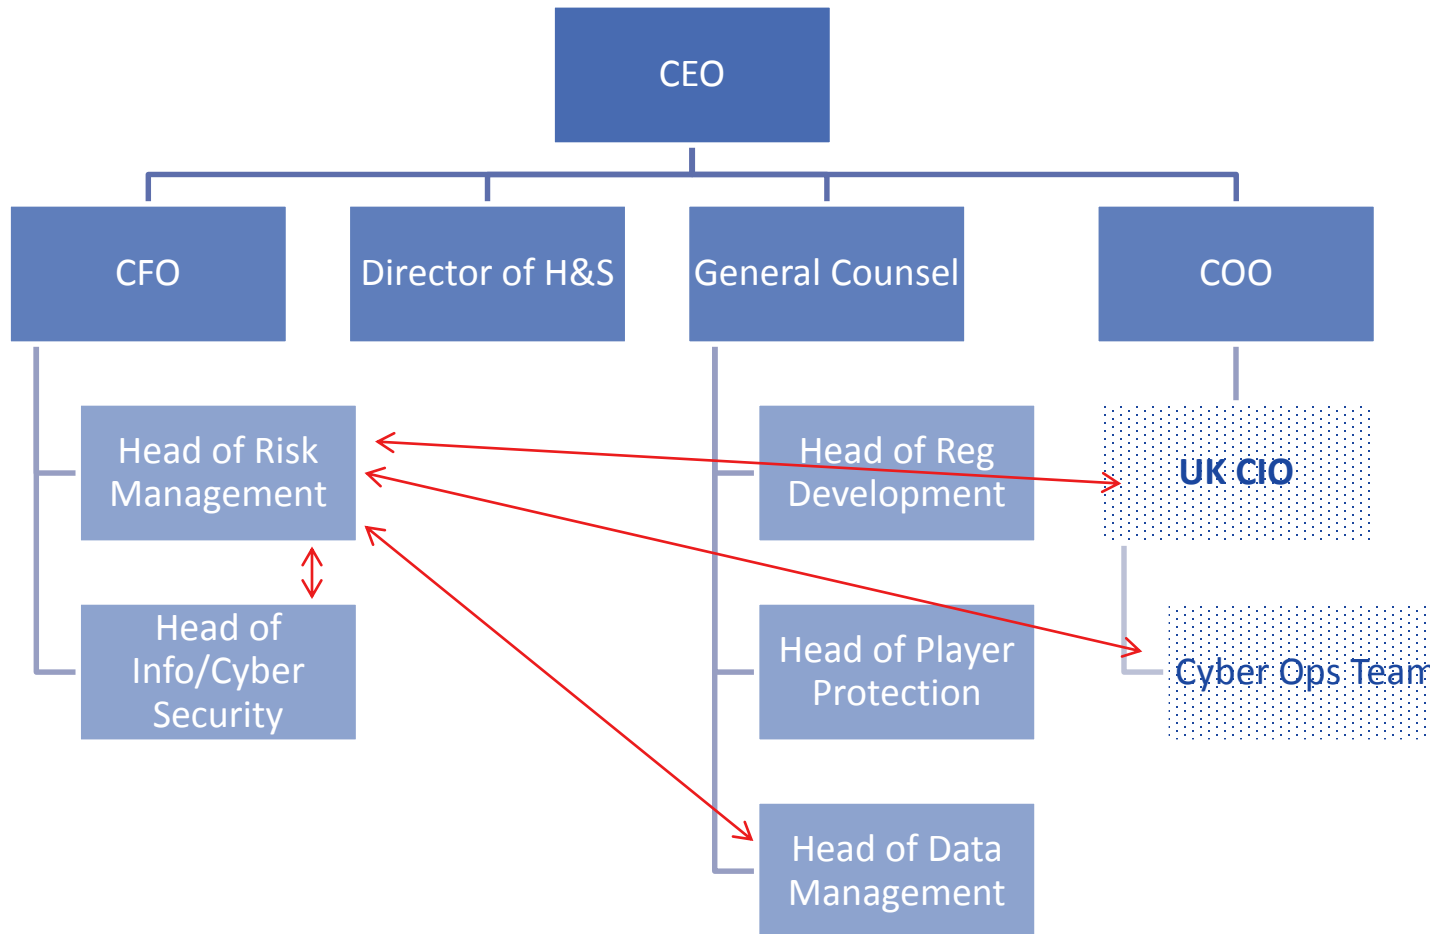 CEO
CFO
Director of H&S
General Counsel
COO
Head of Risk
Management
Head of Reg
Development
UK CIO
Head of
Info/Cyber
Security
Head of Player
Protection
Cyber Ops Team
Head of Data
Management